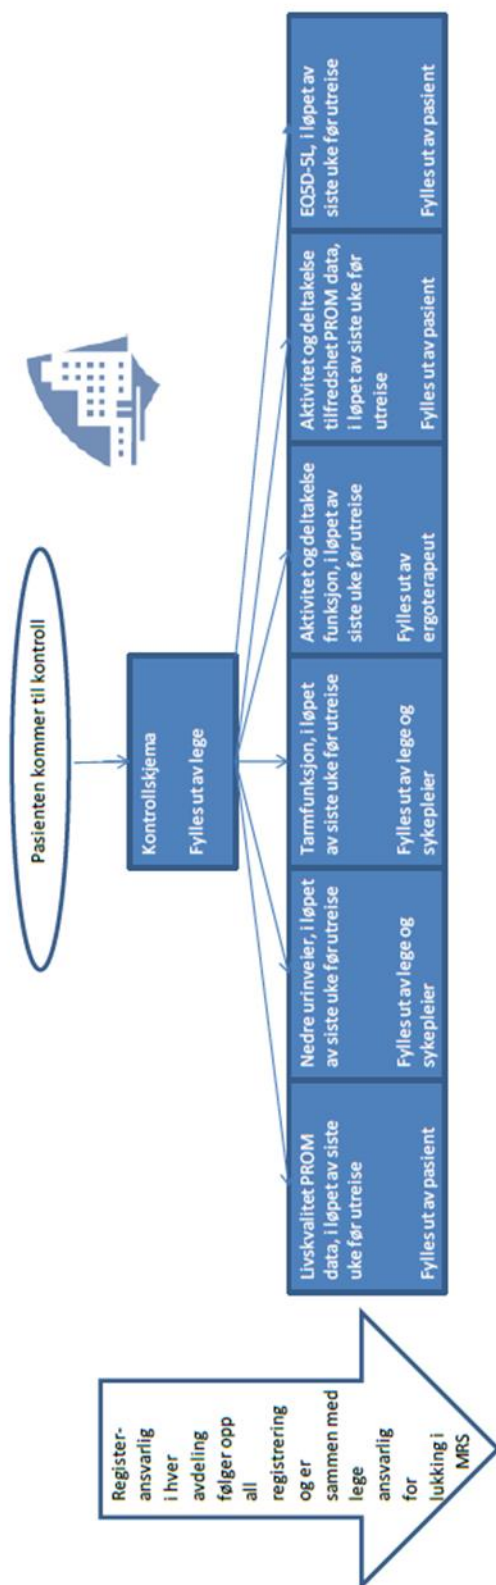 Pasienten kommer til kontroll
Kontrollskjema
Fylles ut av lege
Register-
ansvarlig
i hver
avdeling
følger opp
all
registrering
og er
sammen med
lege
ansvarlig
for
lukking i
MRS
Livskvalitet PROM
data, i løpet av siste
uke før utreise
Fylles ut av pasient
Nedre urinveier, i løpet
av siste uke før utreise
Fylles ut av lege og
sykepleier
Tarmfunksjon, i løpet
av siste uke før utreise
Fylles ut av lege og
sykepleier
Aktivitet og deltakelse
funksjon, i løpet av
siste uke før utreise
Fylles ut av
ergoterapeut
Aktivitet og deltakelse
tilfredshet PROM data,
i løpet av siste uke før
utreise
Fylles ut av pasient
EQ5D-5L, i løpet av
siste uke før utreise
Fylles ut av pasient